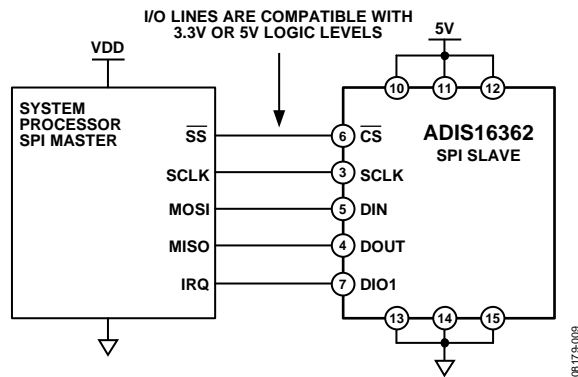 I/O LINES ARE COMPATIBLE WITH
3.3V OR 5V LOGIC LEVELS
VDD
5V
10 11 12
SYSTEM
PROCESSOR
SPI MASTER
ADIS16362
SPI SLAVE
SS 6 CS
SCLK 3 SCLK
MOSI 5 DIN
MISO 4 DOUT
IRQ 7 DIO1
13 14 15
08179-009